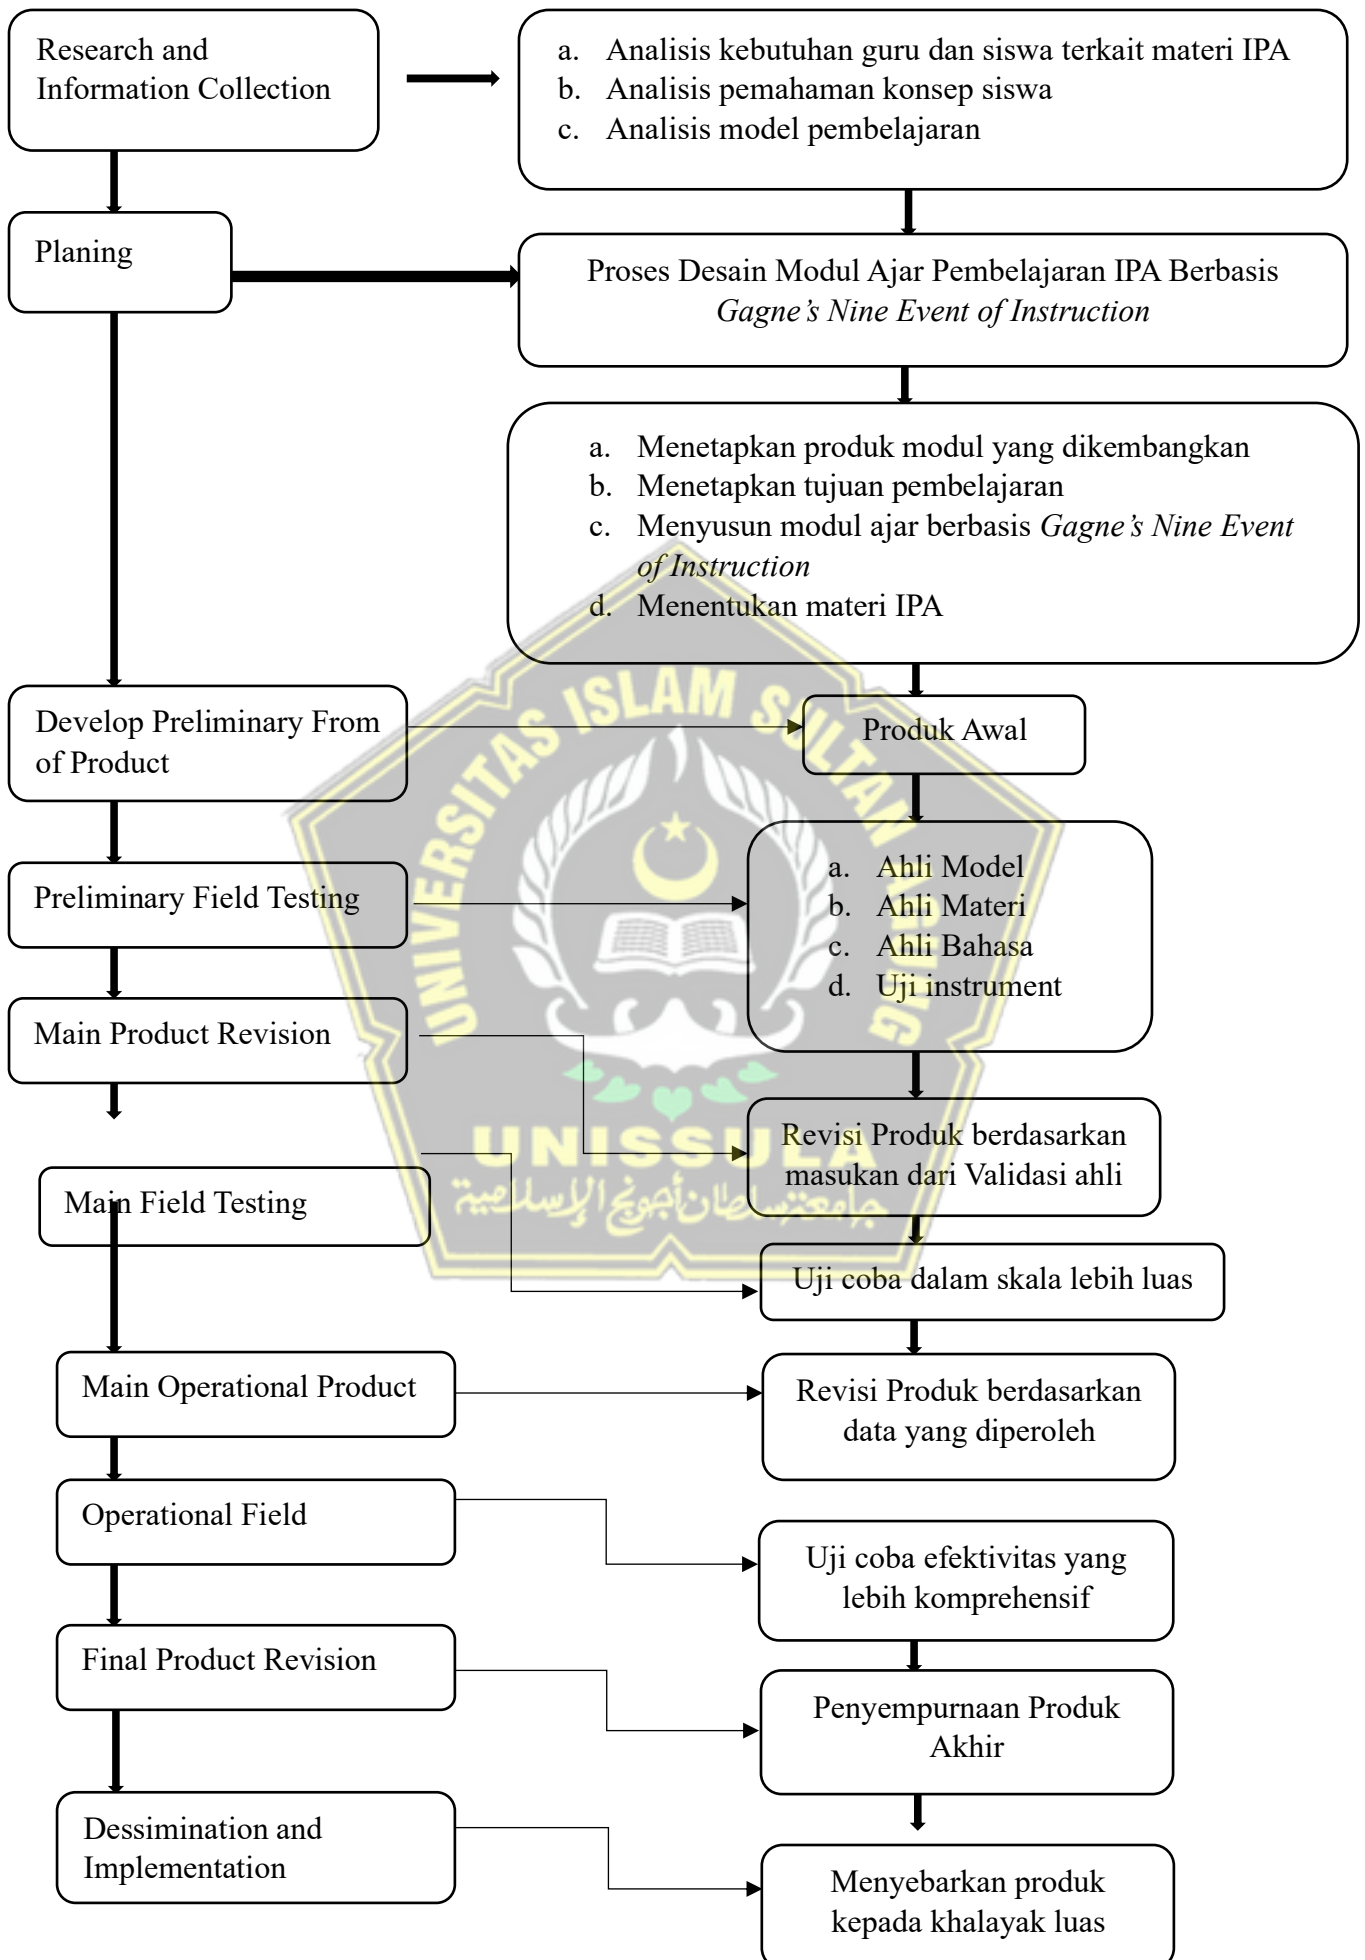 Research and
Information Collection
a. Analisis kebutuhan guru dan siswa terkait materi IPA
b. Analisis pemahaman konsep siswa
c. Analisis model pembelajaran
Planing
Proses Desain Modul Ajar Pembelajaran IPA Berbasis
Gagne’s Nine Event of Instruction
a. Menetapkan produk modul yang dikembangkan
b. Menetapkan tujuan pembelajaran
c. Menyusun modul ajar berbasis Gagne’s Nine Event
of Instruction
d. Menentukan materi IPA
Develop Preliminary From
of Product
Produk Awal
Preliminary Field Testing
a. Ahli Model
b. Ahli Materi
c. Ahli Bahasa
d. Uji instrument
Main Product Revision
Revisi Produk berdasarkan
masukan dari Validasi ahli
Main Field Testing
Uji coba dalam skala lebih luas
Main Operational Product
Revisi Produk berdasarkan
data yang diperoleh
Operational Field
Uji coba efektivitas yang
lebih komprehensif
Final Product Revision
Penyempurnaan Produk
Akhir
Dessimination and
Implementation
Menyebarkan produk
kepada khalayak luas
UNIVERSITAS ISLAM SULTAN AGUNG
UNISSULA
جامعة سلطان أجونج الإسلامية